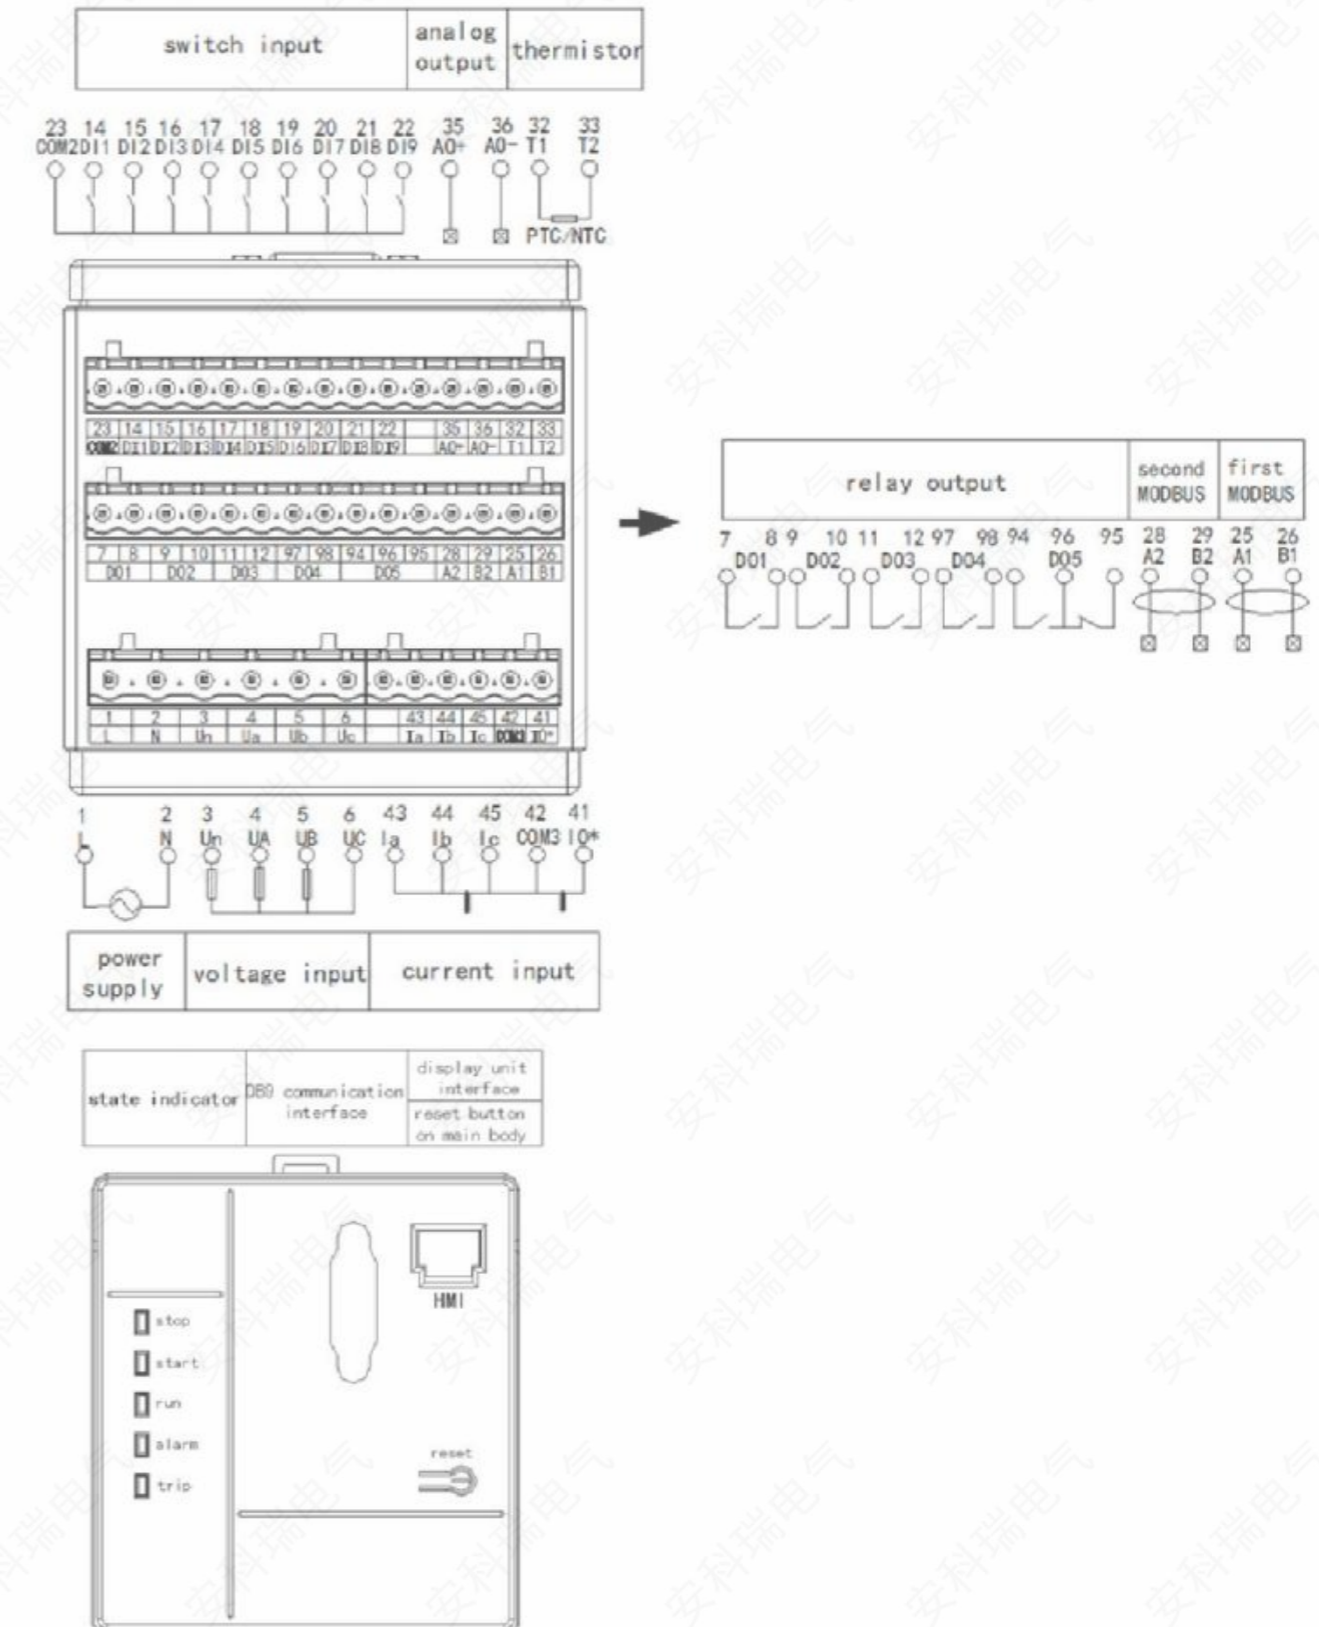 switch input
analog
output
thermistor
23 14 15 16 17 18 19 20 21 22 35 36 32 33
COM2 DI1 DI2 DI3 DI4 DI5 DI6 DI7 DI8 DI9 AO+ AO- T1 T2
PTC/NTC
23 14 15 16 17 18 19 20 21 22 35 36 32 33
COM2 DI1 DI2 DI3 DI4 DI5 DI6 DI7 DI8 DI9 AO- AO- T1 T2
7 8 9 10 11 12 97 98 94 96 95 28 29 25 26
DO1 DO2 DO3 DO4 DO5 A2 B2 A1 B1
1 2 3 4 5 6 43 44 45 42 41
L N Un Ua Ub Uc Ia Ib Ic COM3 IO*
relay output
second
MODBUS
first
MODBUS
7 8 9 10 11 12 97 98 94 96 95 28 29 25 26
DO1 DO2 DO3 DO4 DO5 A2 B2 A1 B1
1 2 3 4 5 6 43 44 45 42 41
L N Un UA UB UC Ia Ib Ic COM3 IO*
power
supply
voltage input
current input
state indicator
DB9 communication
interface
display unit
interface
reset button
on main body
HMI
stop
start
run
alarm
trip
reset
安科瑞电气